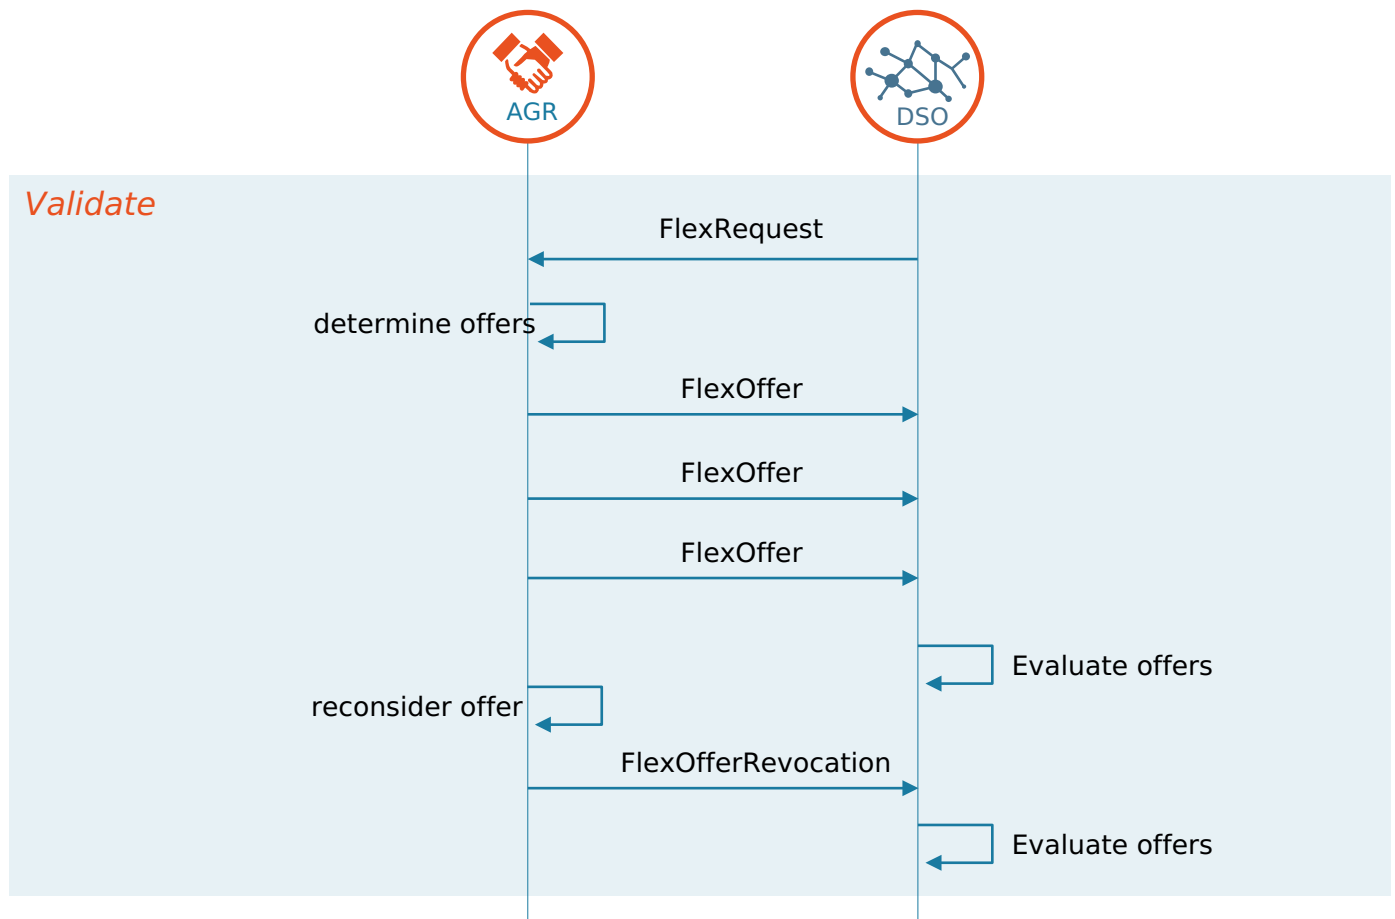 AGR
DSO
Validate
FlexRequest
determine offers
FlexOffer
FlexOffer
FlexOffer
Evaluate offers
reconsider offer
FlexOfferRevocation
Evaluate offers